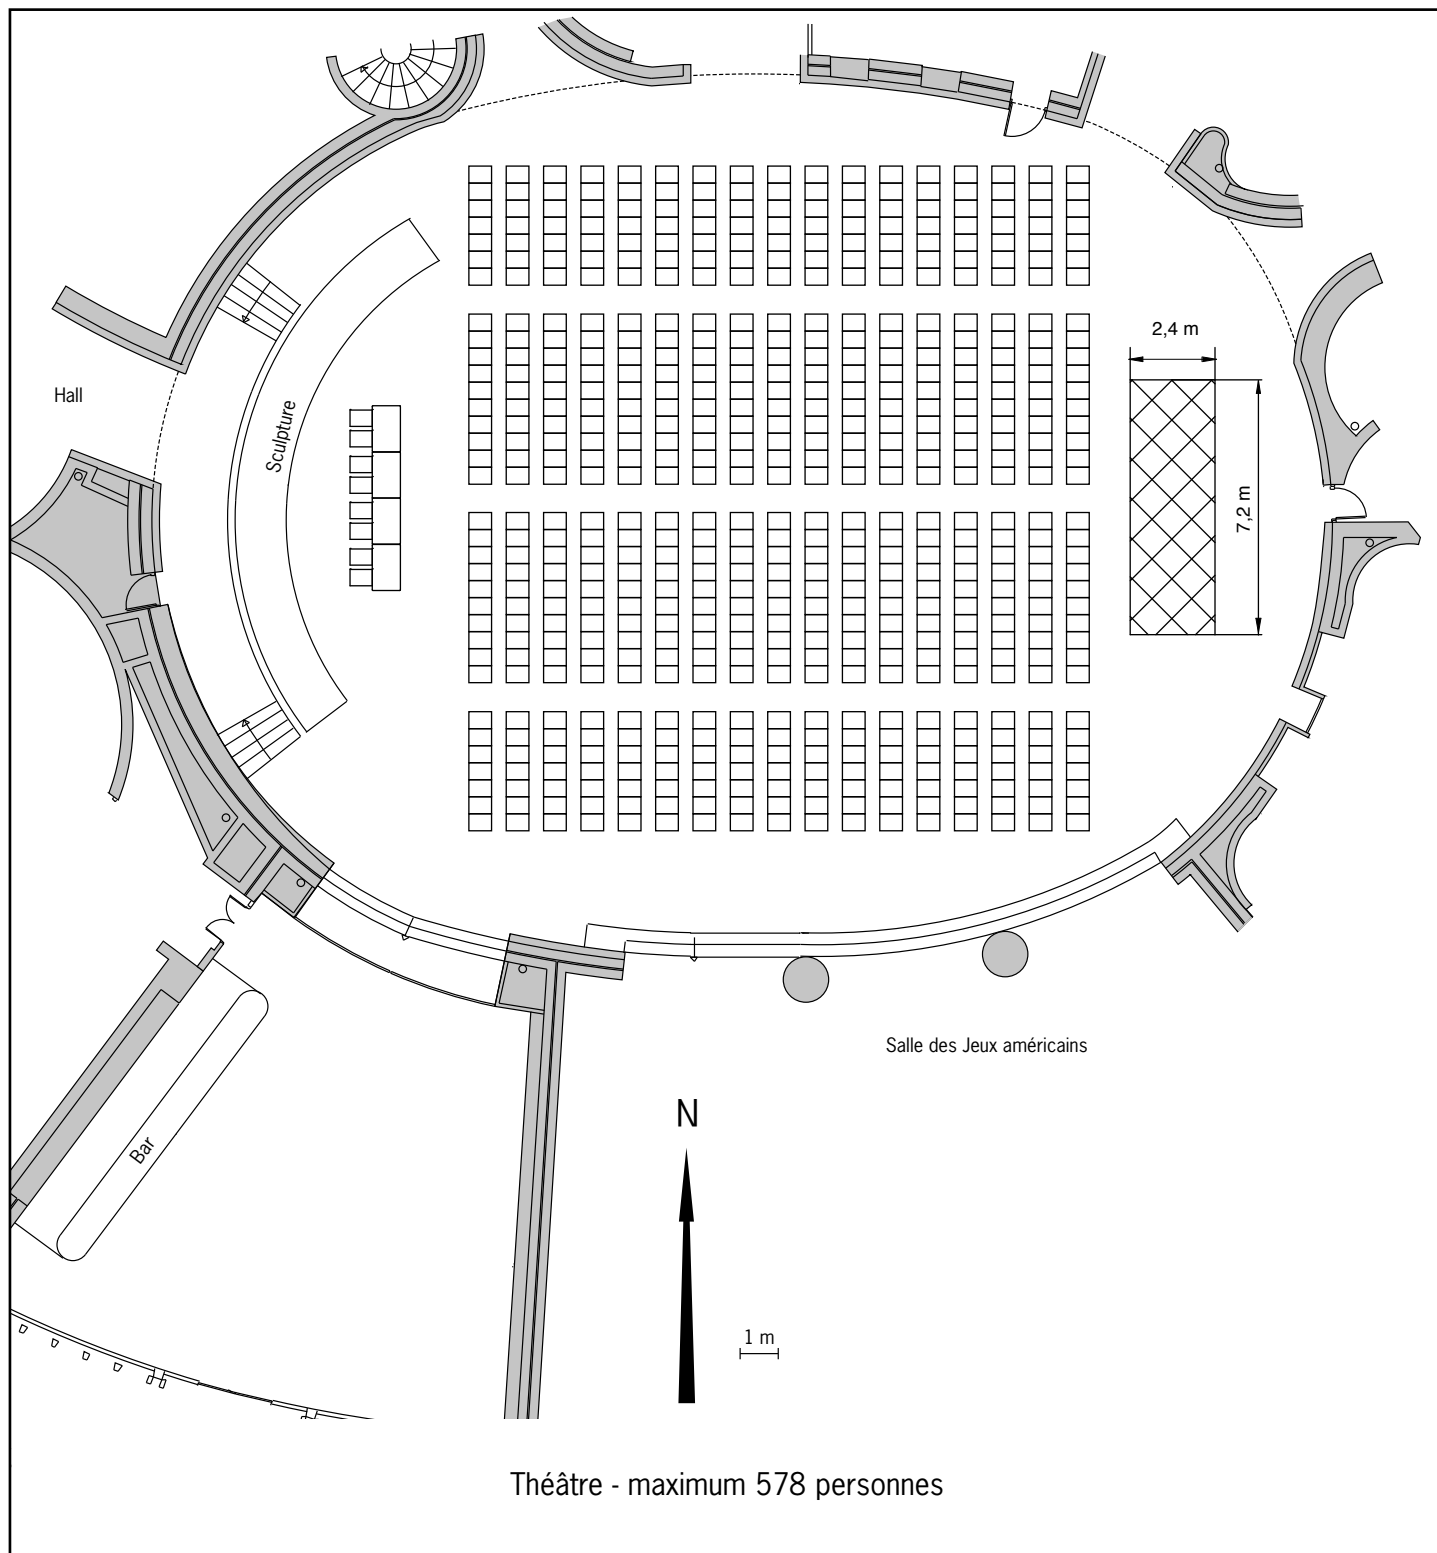 2,4 m
Hall
Sculpture
7,2 m
Salle des Jeux américains
N
Bar
1 m
Théâtre - maximum 578 personnes